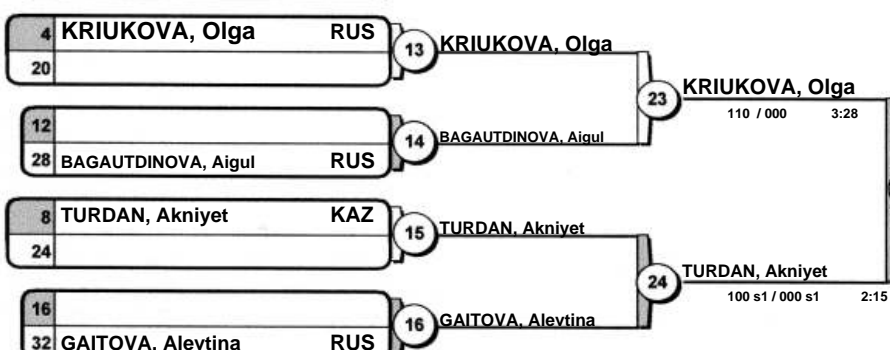 4 KRIUKOVA, Olga RUS
20
13 KRIUKOVA, Olga
12
28 BAGAUTDINOVA, Aigul RUS
14 BAGAUTDINOVA, Aigul
23 KRIUKOVA, Olga
110 / 000 3:28
8 TURDAN, Akniyet KAZ
24
15 TURDAN, Akniyet
16
32 GAITOVA, Alevtina RUS
16 GAITOVA, Alevtina
24 TURDAN, Akniyet
100 s1 / 000 s1 2:15